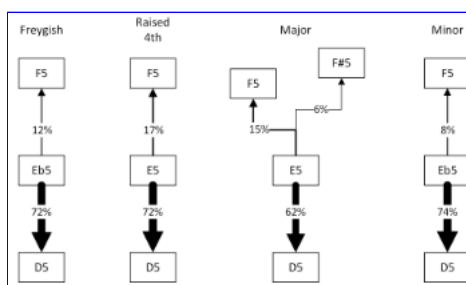 Freygish
Raised
4th
Major
Minor
F5
F5
F5
F#5
F5
12%
17%
15%
6%
8%
Eb5
E5
E5
Eb5
72%
72%
62%
74%
D5
D5
D5
D5